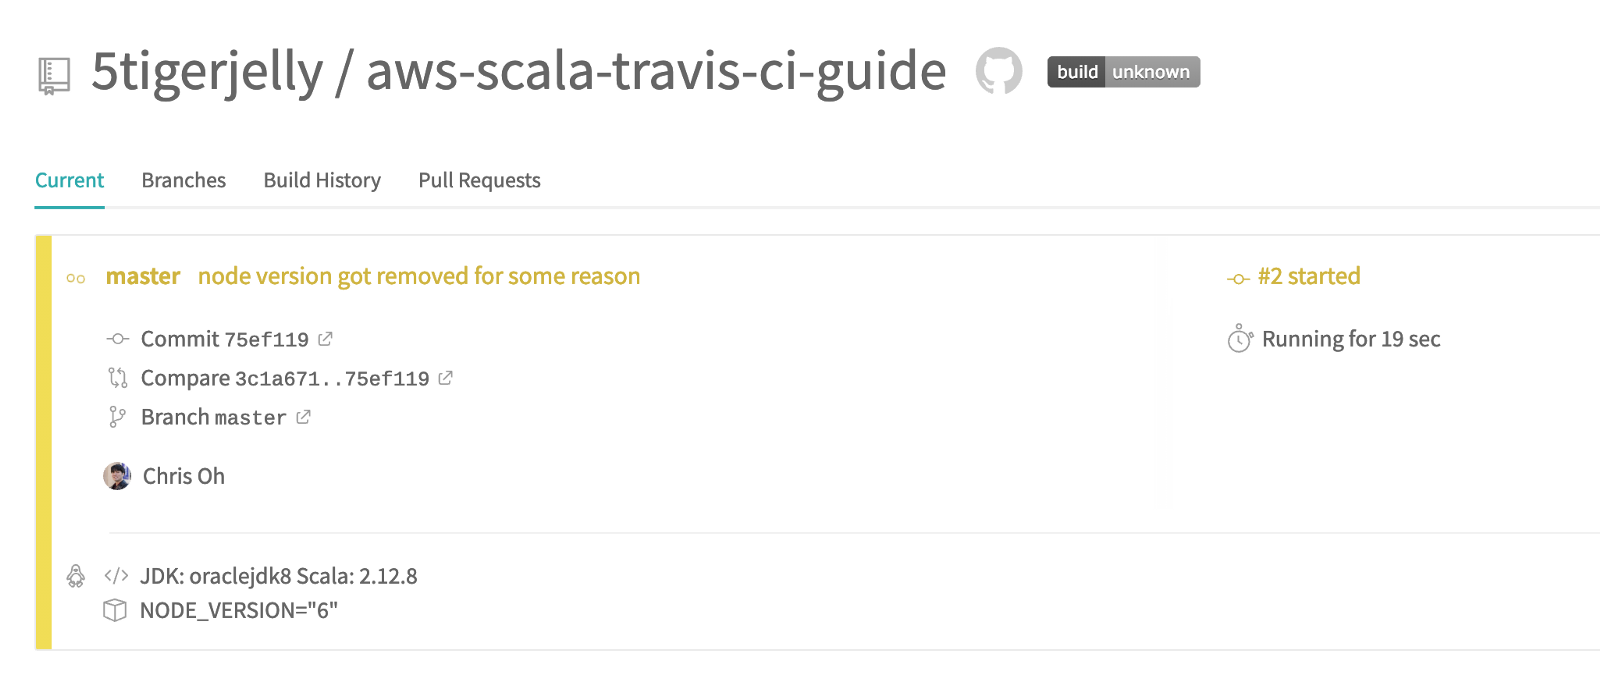 5tigerjelly / aws-scala-travis-ci-guide build unknown
Current Branches Build History Pull Requests
master node version got removed for some reason
#2 started
Commit 75ef119
Running for 19 sec
Compare 3c1a671..75ef119
Branch master
Chris Oh
JDK: oraclejdk8 Scala: 2.12.8
NODE_VERSION="6"